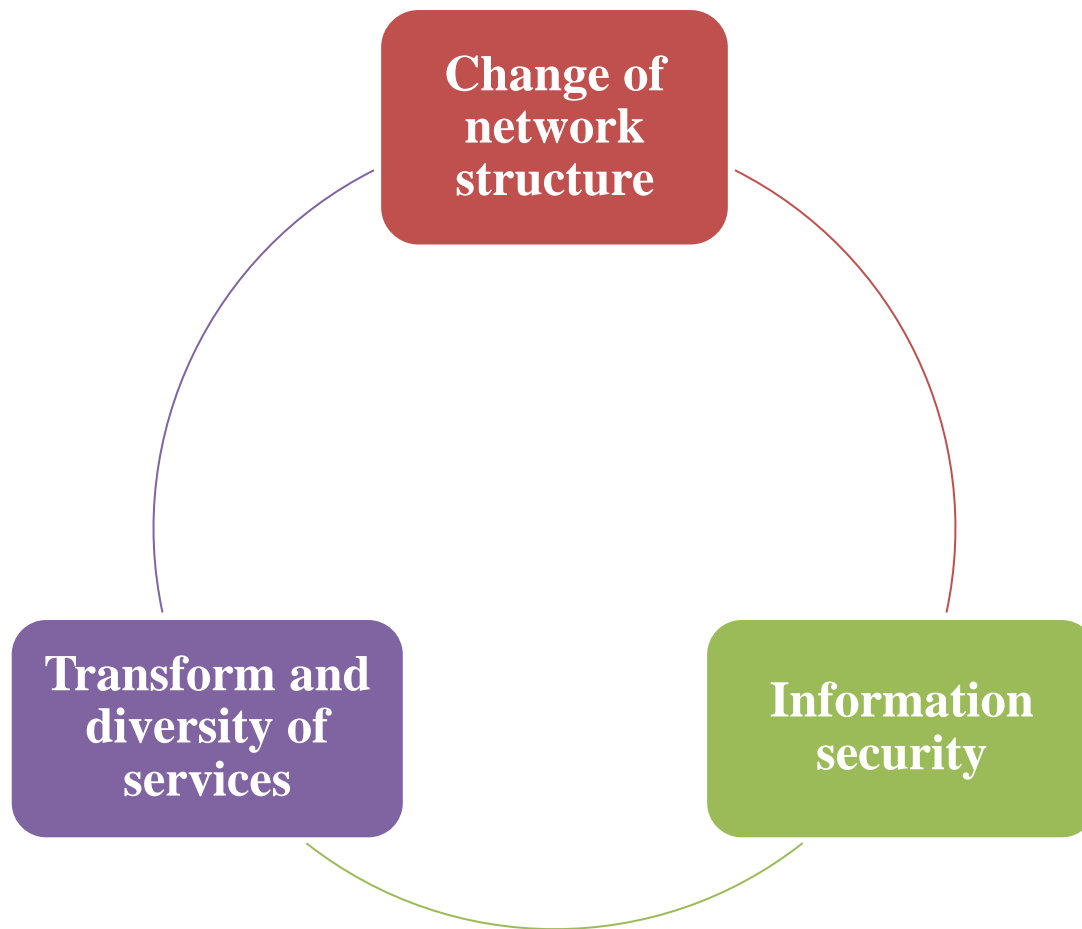 Change of
network
structure
Transform and
diversity of
services
Information
security